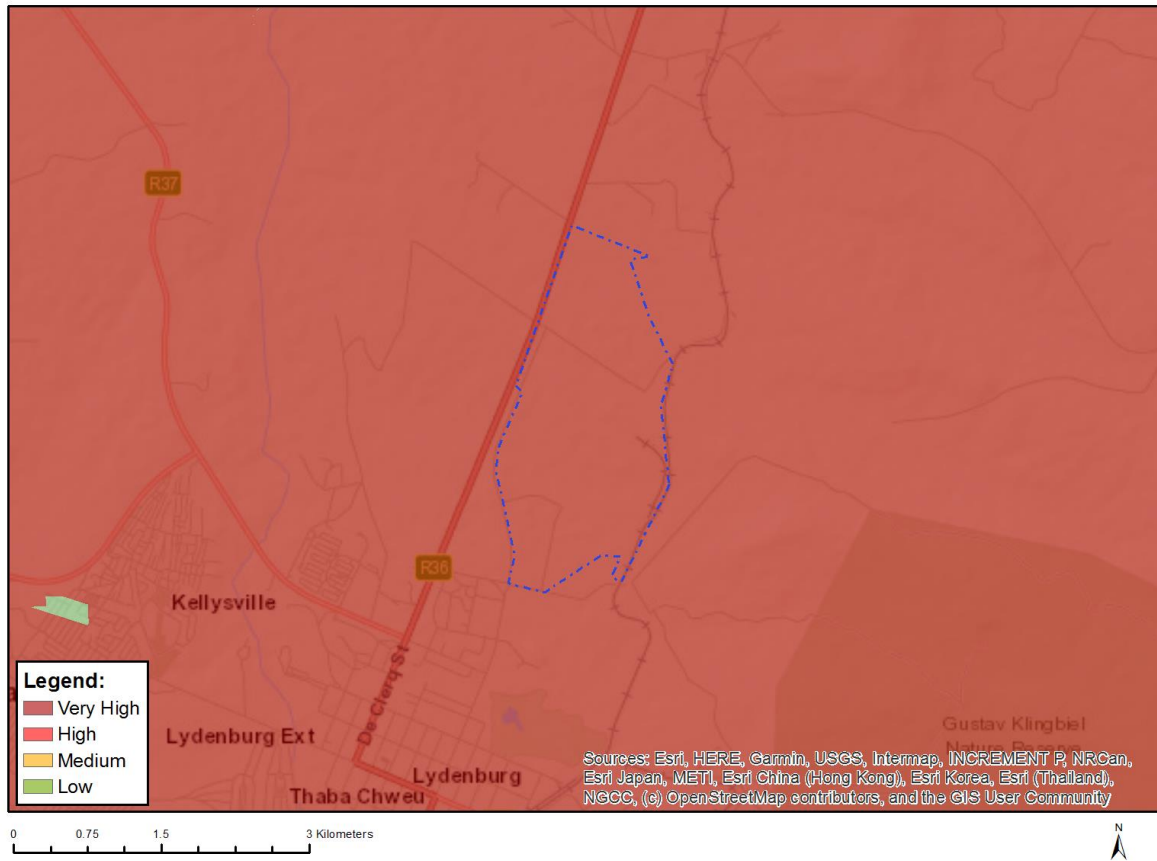 R37
R36
Kellysville
De Clerq St
Lydenburg Ext
Lydenburg
Thaba Chweu
Gustav Klingbiel
Nature Reserve
Legend:
Very High
High
Medium
Low
Sources: Esri, HERE, Garmin, USGS, Intermap, INCREMENT P, NRCan,
Esri Japan, METI, Esri China (Hong Kong), Esri Korea, Esri (Thailand),
NGCC, (c) OpenStreetMap contributors, and the GIS User Community
0 0.75 1.5 3 Kilometers
N